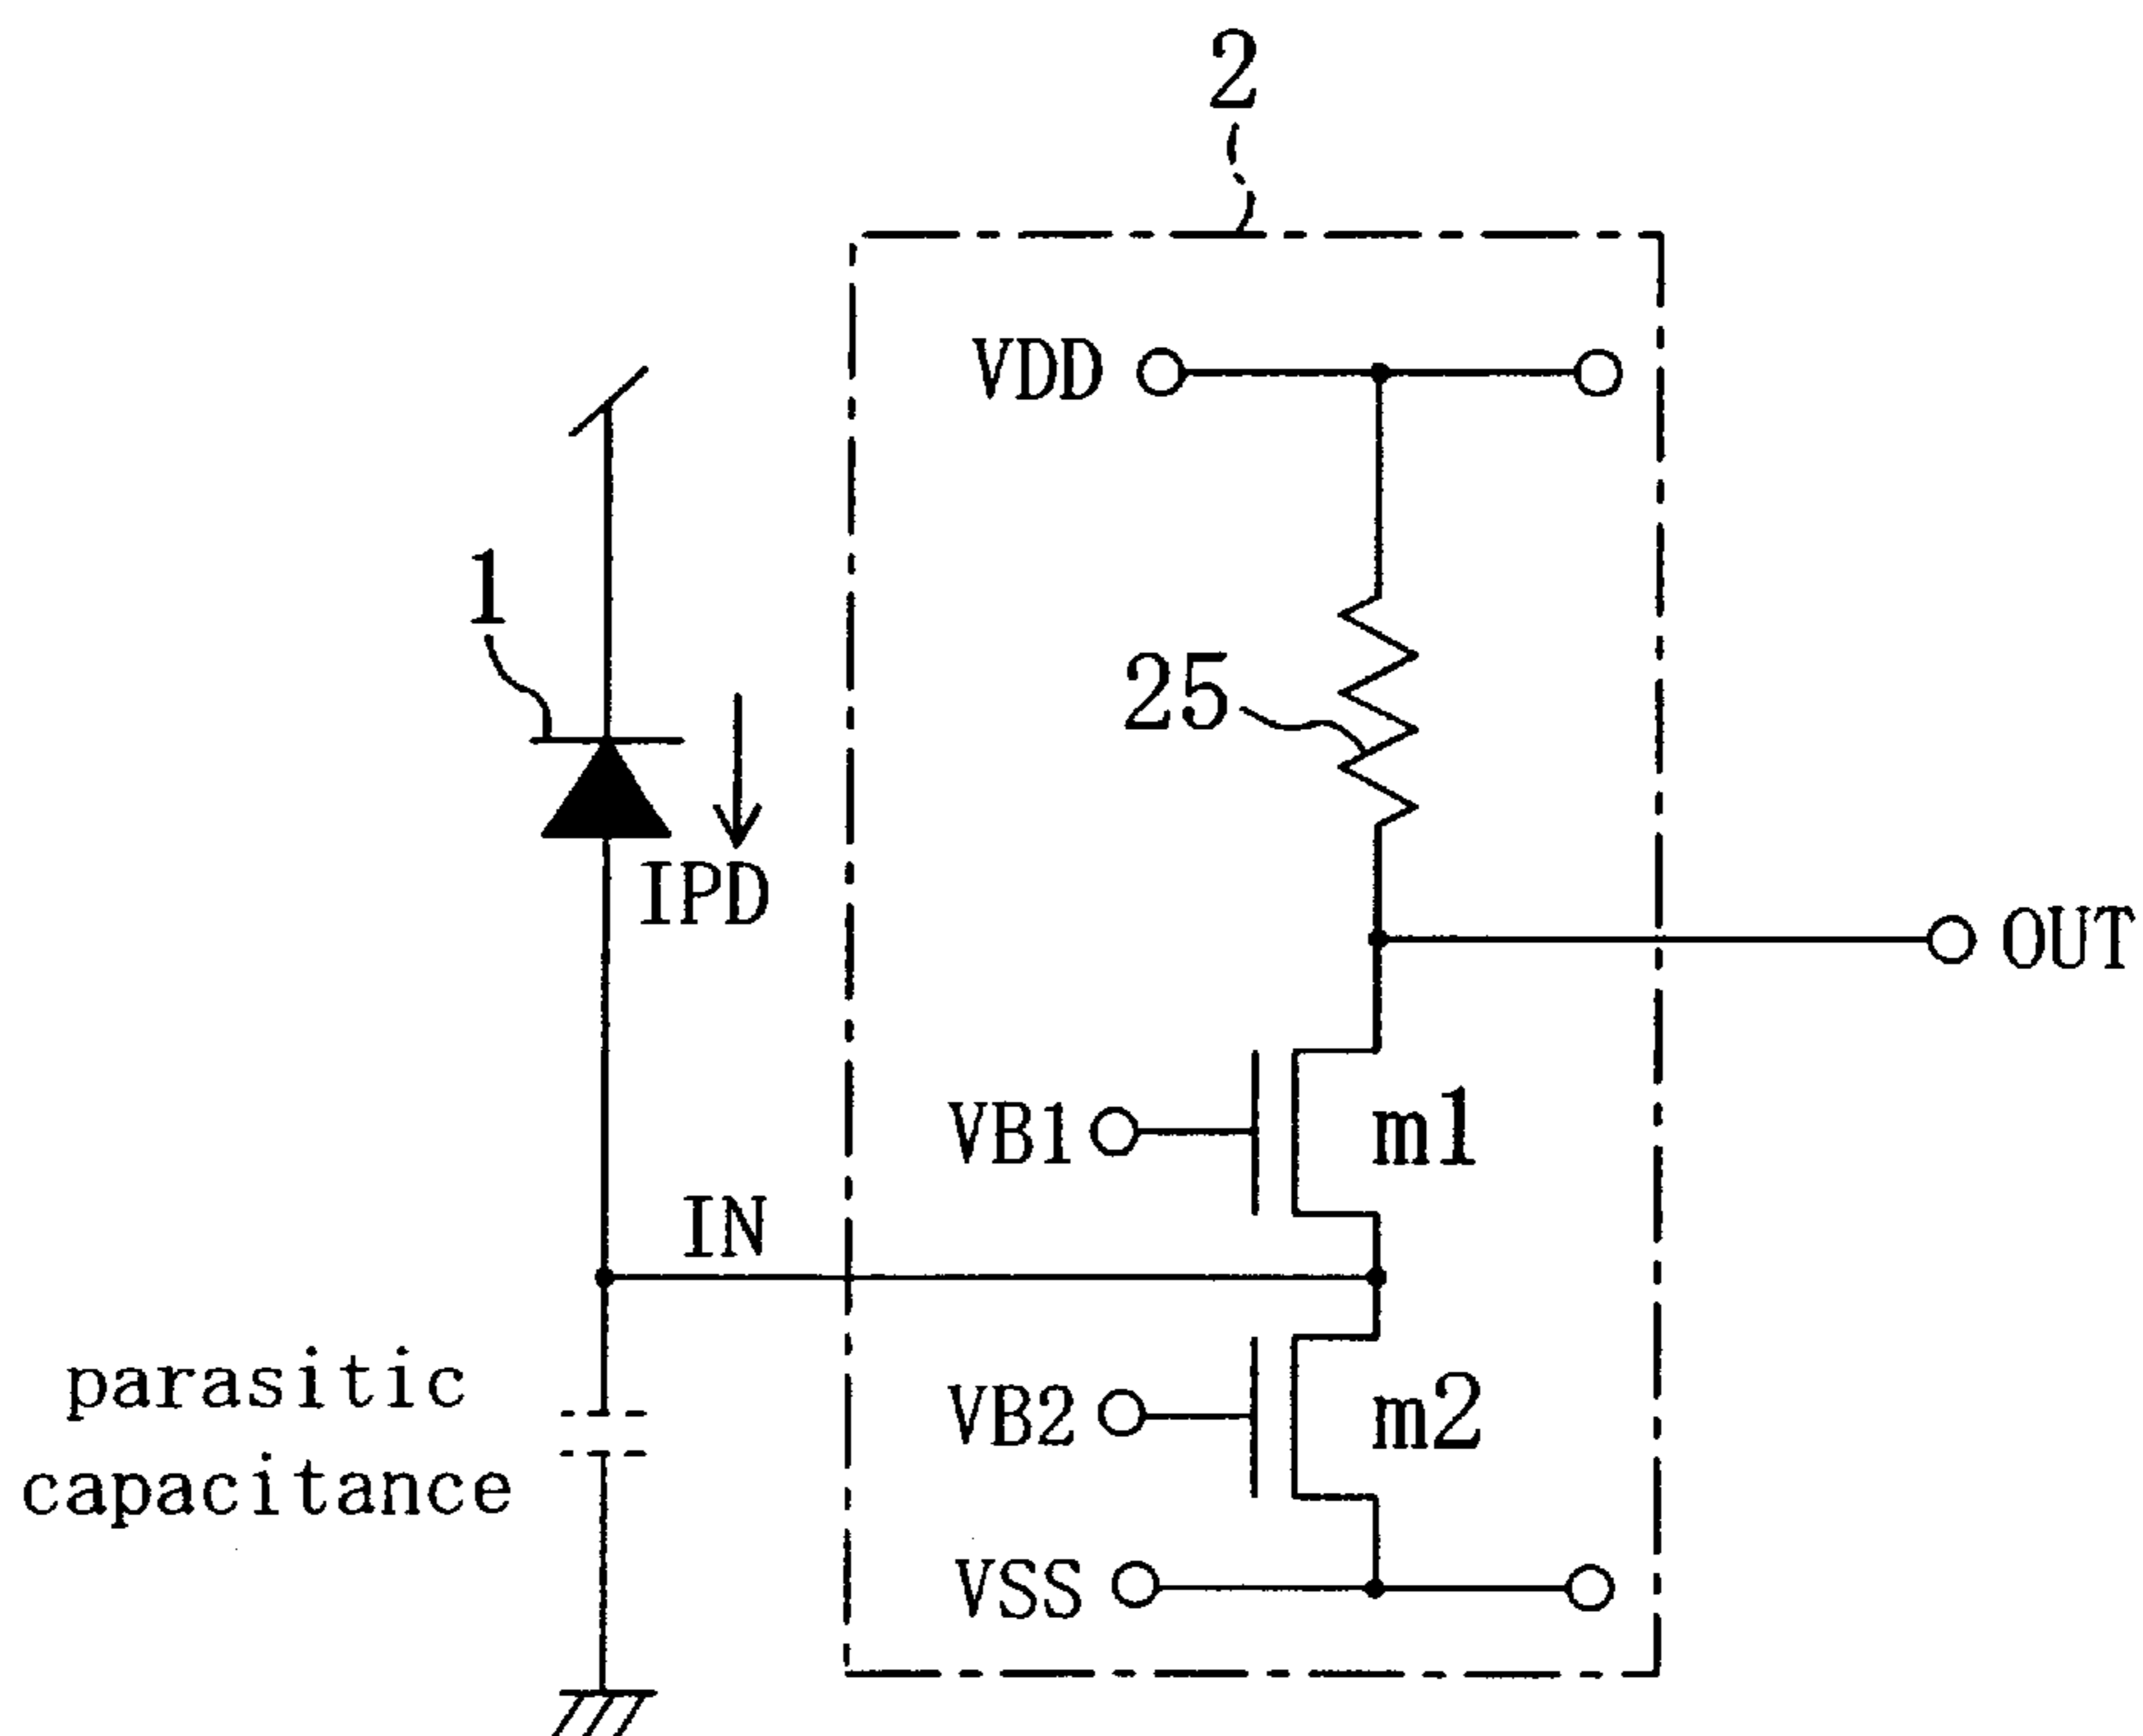 2
VDD
1
25
IPD
OUT
VB1
m1
IN
parasitic
capacitance
VB2
m2
VSS